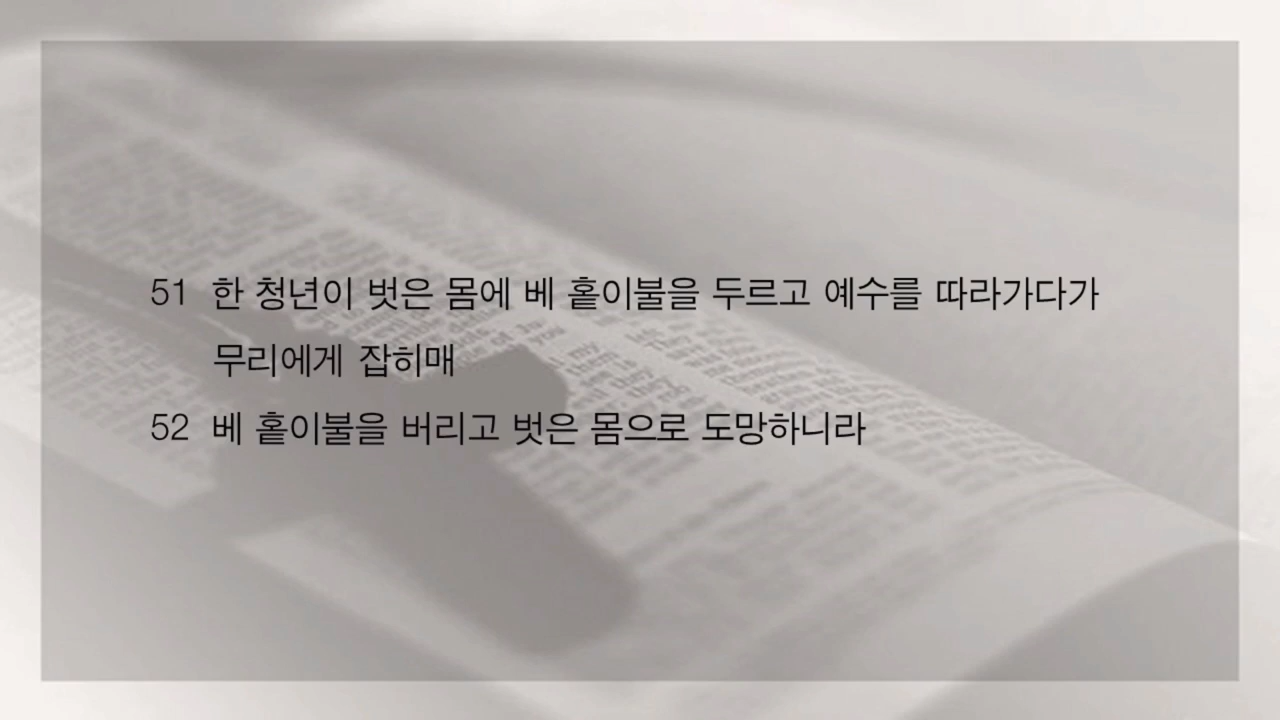 51 한 청년이 벗은 몸에 베 홑이불을 두르고 예수를 따라가다가
무리에게 잡히매
52 베 홑이불을 버리고 벗은 몸으로 도망하니라